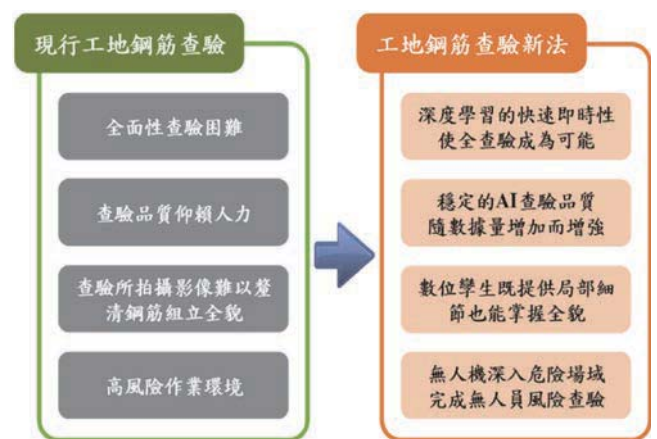 現行工地鋼筋查驗
全面性查驗困難
查驗品質仰賴人力
查驗所拍攝影像難以釐
清鋼筋組立全貌
高風險作業環境
工地鋼筋查驗新法
深度學習的快速即時性
使全查驗成為可能
穩定的AI查驗品質
隨數據量增加而增強
數位孿生既提供局部細
節也能掌握全貌
無人機深入危險場域
完成無人員風險查驗